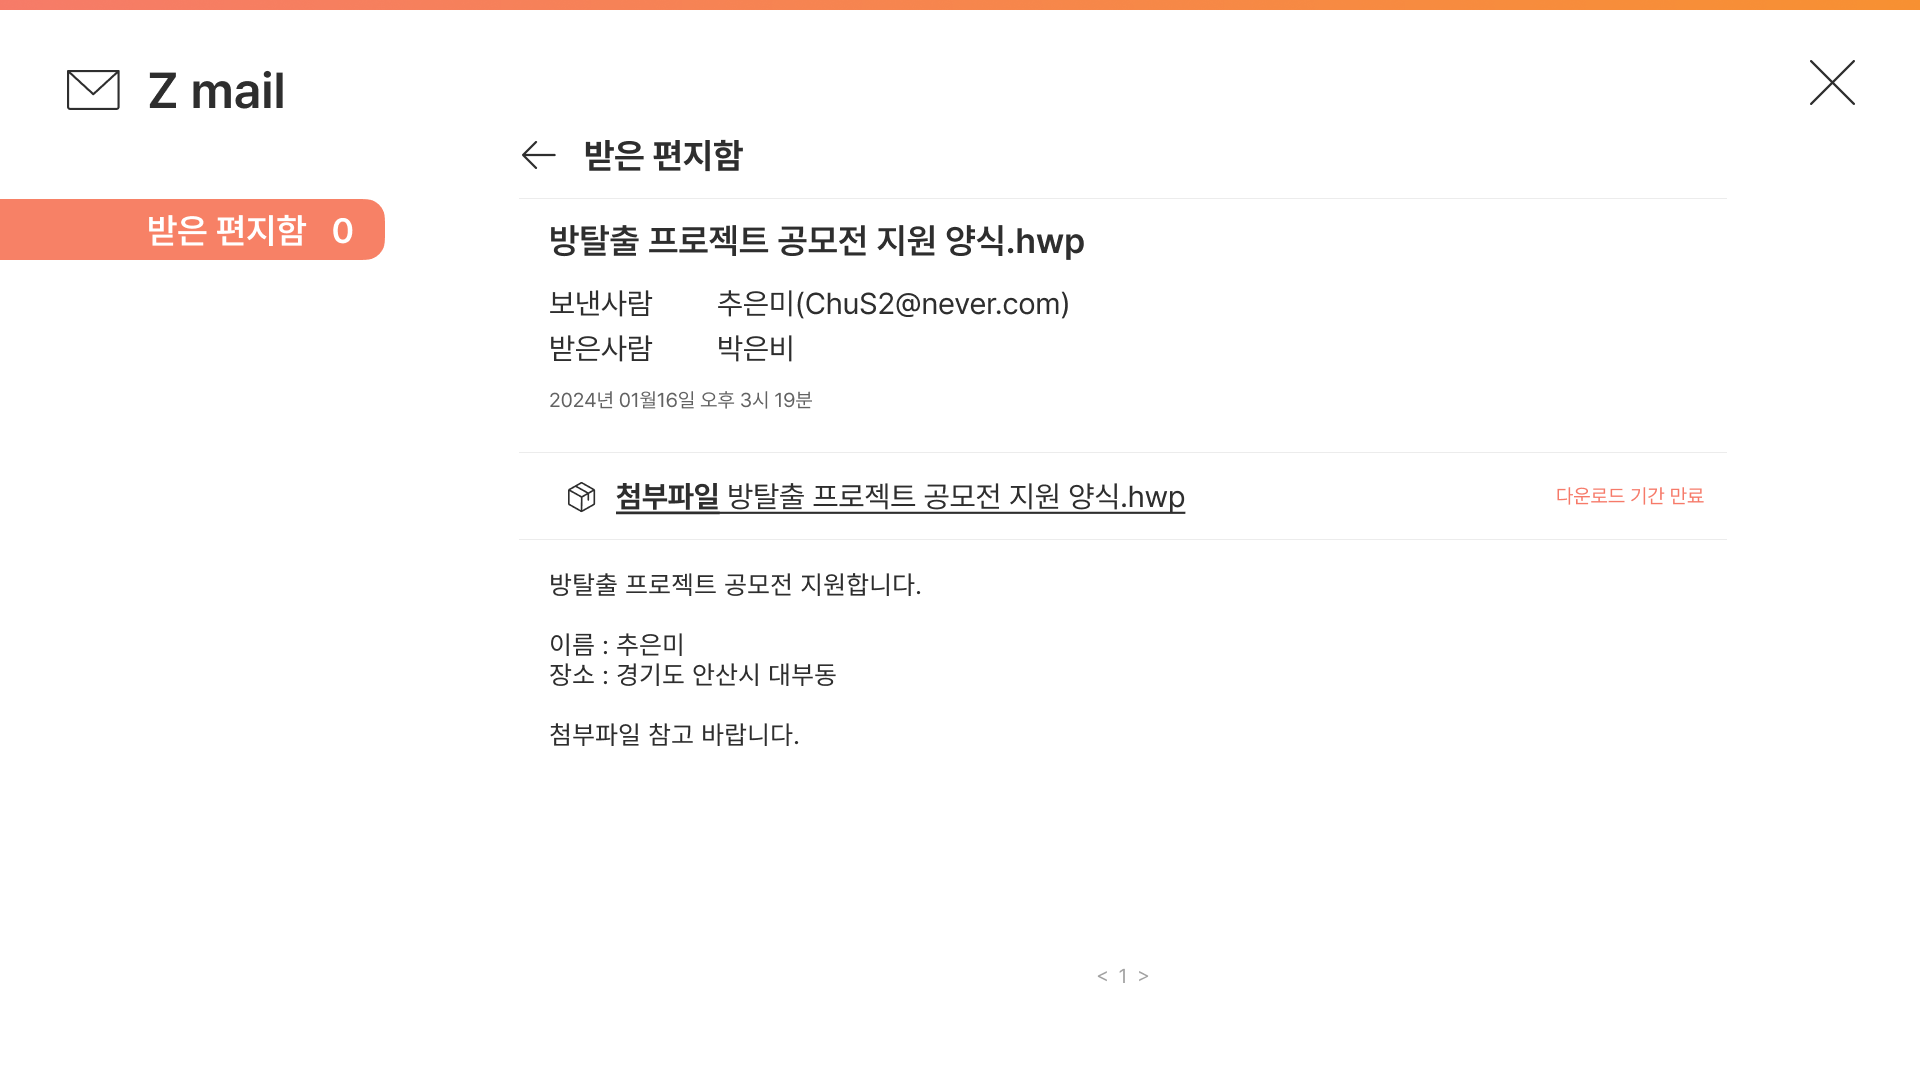 Z mail
받은 편지함
받은 편지함 0
방탈출 프로젝트 공모전 지원 양식.hwp
보낸사람 추은미(ChuS2@never.com)
받은사람 박은비
2024년 01월16일 오후 3시 19분
첨부파일 방탈출 프로젝트 공모전 지원 양식.hwp 다운로드 기간 만료
방탈출 프로젝트 공모전 지원합니다.
이름 : 추은미
장소 : 경기도 안산시 대부동
첨부파일 참고 바랍니다.
< 1 >